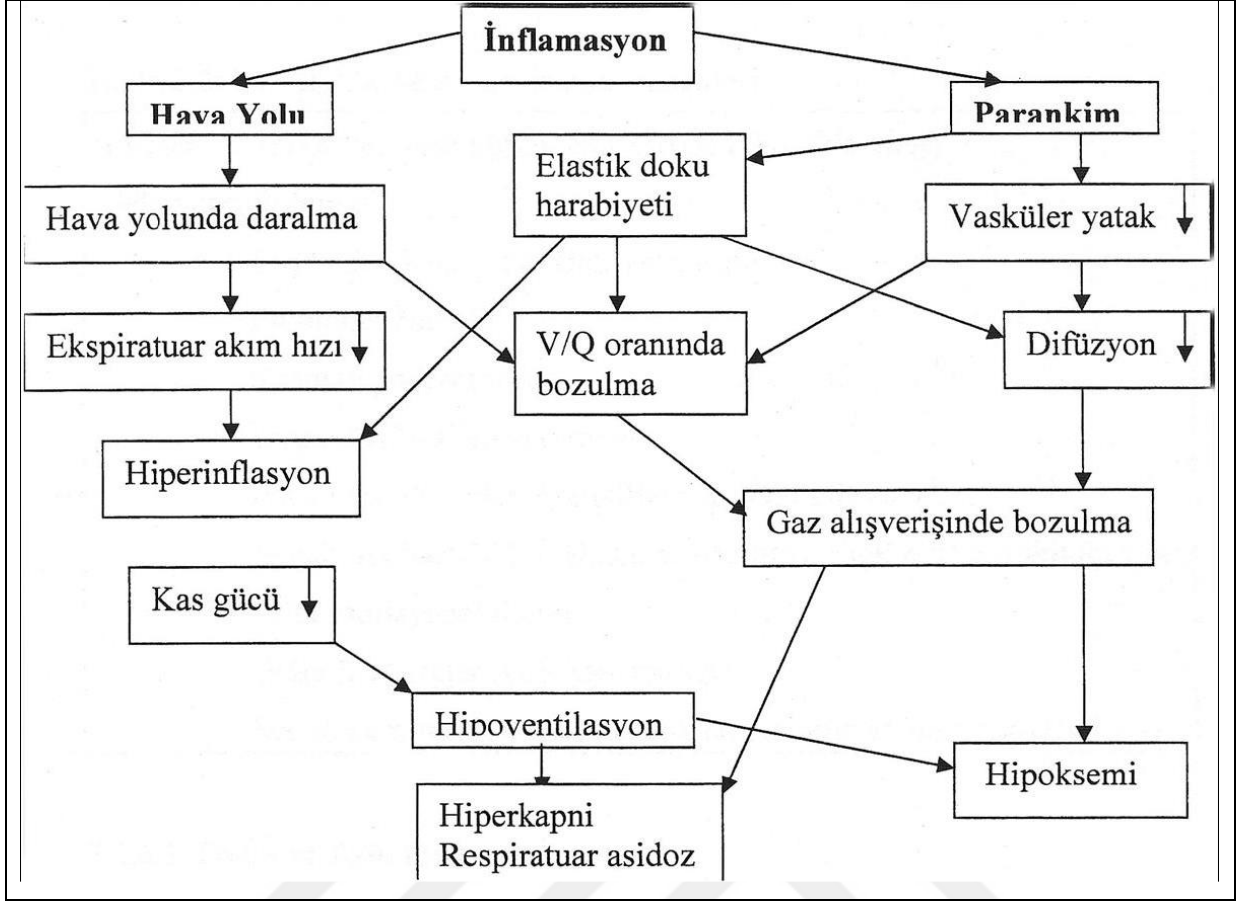 İnflamasyon
Hava Yolu
Parankim
Elastik doku
harabiyeti
Hava yolunda daralma
Vasküler yatak
Ekspiratuar akım hızı
V/Q oranında
bozulma
Difüzyon
Hiperinflasyon
Gaz alışverişinde bozulma
Kas gücü
Hipoventilasyon
Hipoksemi
Hiperkapni
Respiratuar asidoz